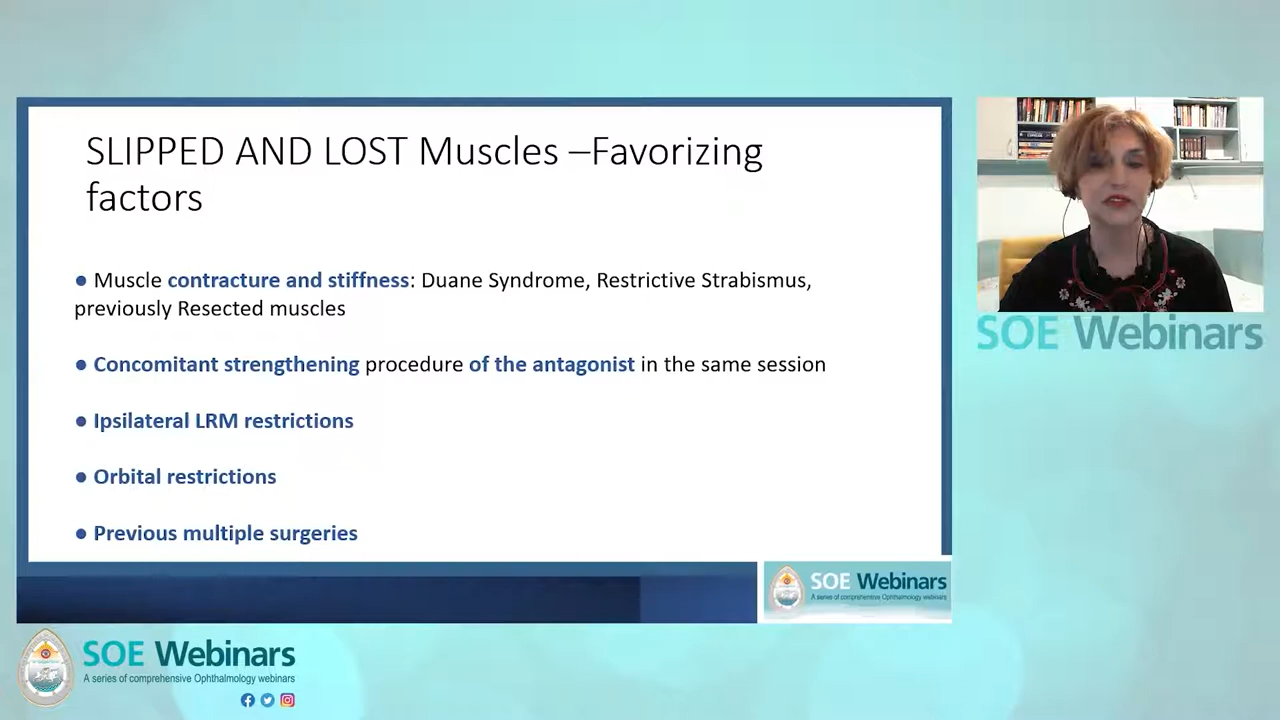 SLIPPED AND LOST Muscles –Favorizing
factors
● Muscle contracture and stiffness: Duane Syndrome, Restrictive Strabismus,
previously Resected muscles
● Concomitant strengthening procedure of the antagonist in the same session
● Ipsilateral LRM restrictions
● Orbital restrictions
● Previous multiple surgeries
SOE Webinars
A series of comprehensive Ophthalmology webinars
SOE Webinars
SOE Webinars
A series of comprehensive Ophthalmology webinars